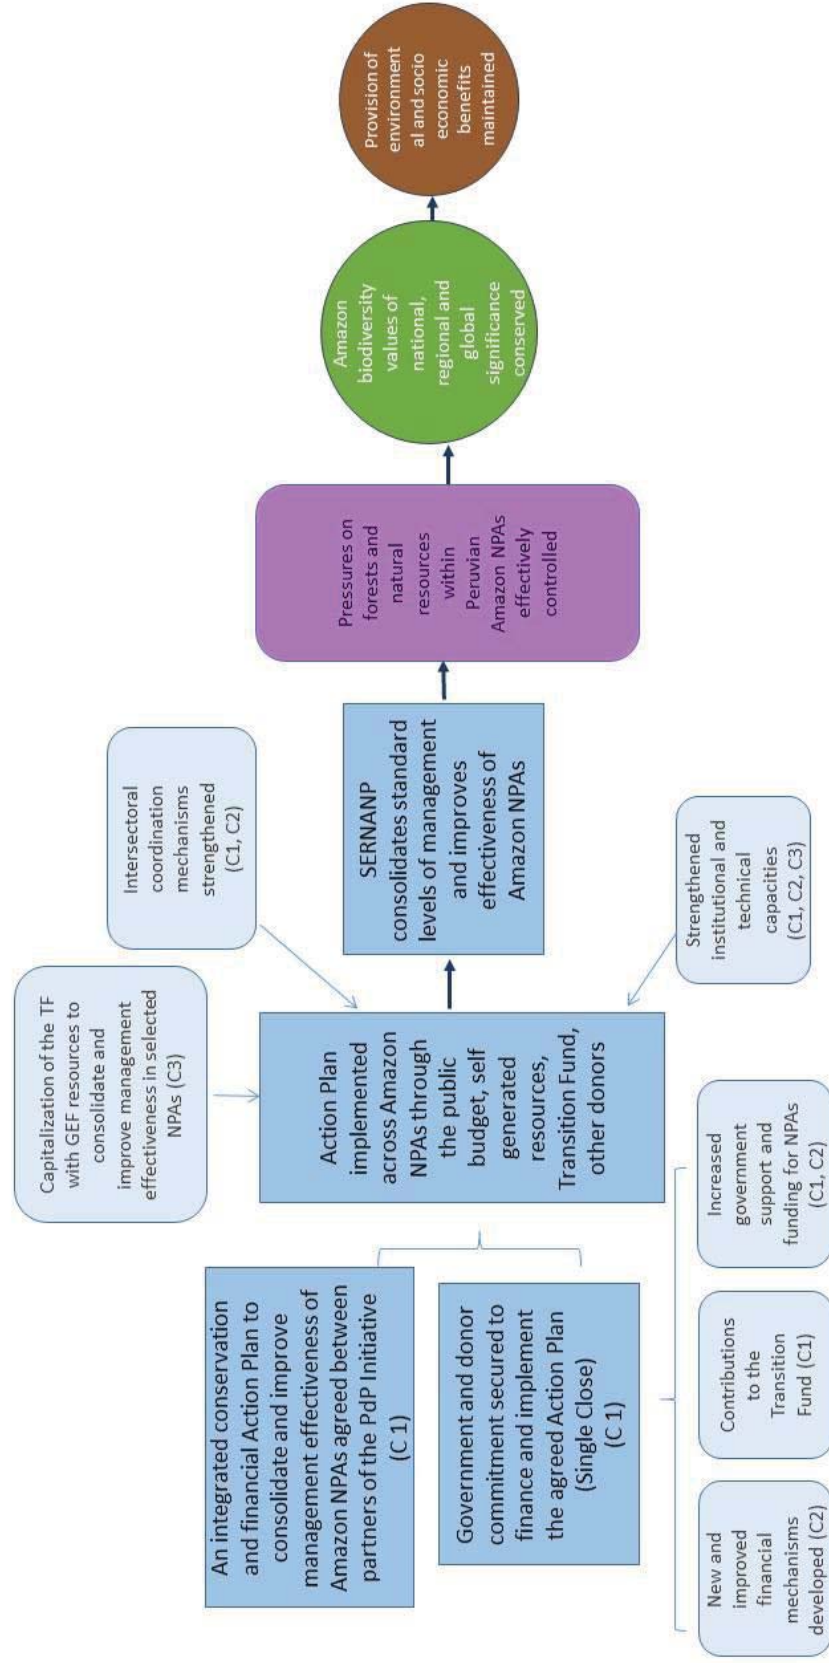 An integrated conservation
and financial Action Plan to
consolidate and improve
management effectiveness of
Amazon NPAs agreed between
partners of the PdP Initiative
(C 1)
Government and donor
commitment secured to
finance and implement
the agreed Action Plan
(Single Close)
(C 1)
New and
improved
financial
mechanisms
developed (C2)
Contributions
to the
Transition
Fund (C1)
Increased
government
support and
funding for NPAs
(C1, C2)
Capitalization of the TF
with GEF resources to
consolidate and
improve management
effectiveness in selected
NPAs (C3)
Action Plan
implemented
across Amazon
NPAs through
the public
budget, self
generated
resources,
Transition Fund,
other donors
Intersectoral
coordination
mechanisms
strengthened
(C1, C2)
Strengthened
institutional and
technical
capacities
(C1, C2, C3)
SERNANP
consolidates standard
levels of management
and improves
effectiveness of
Amazon NPAs
Pressures on
forests and
natural
resources
within
Peruvian
Amazon NPAs
effectively
controlled
Amazon
biodiversity
values of
national,
regional and
global
significance
conserved
Provision of
environment
al and socio
economic
benefits
maintained